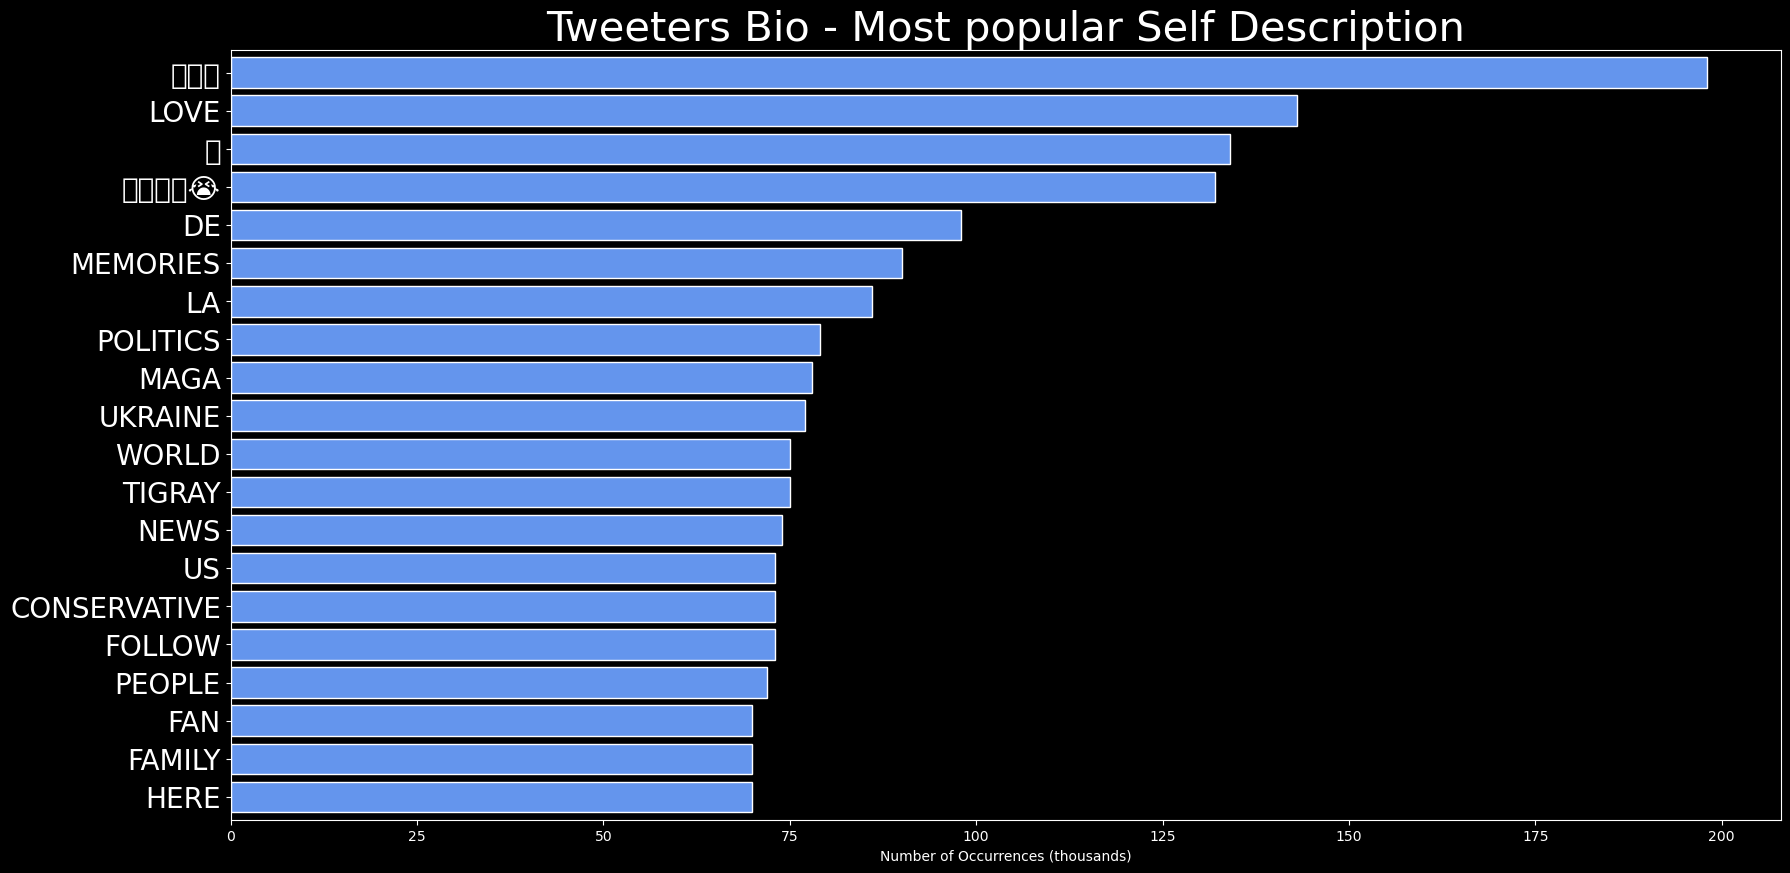 Tweeters Bio - Most popular Self Description
LOVE
😭
DE
MEMORIES
LA
POLITICS
MAGA
UKRAINE
WORLD
TIGRAY
NEWS
US
CONSERVATIVE
FOLLOW
PEOPLE
FAN
FAMILY
HERE
0 25 50 75 100 125 150 175 200
Number of Occurrences (thousands)